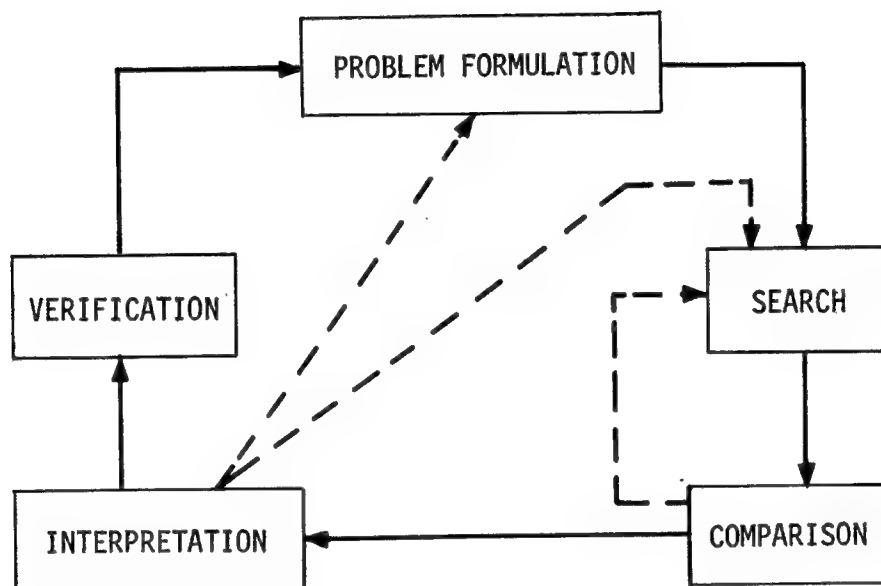 PROBLEM FORMULATION
VERIFICATION
SEARCH
INTERPRETATION
COMPARISON